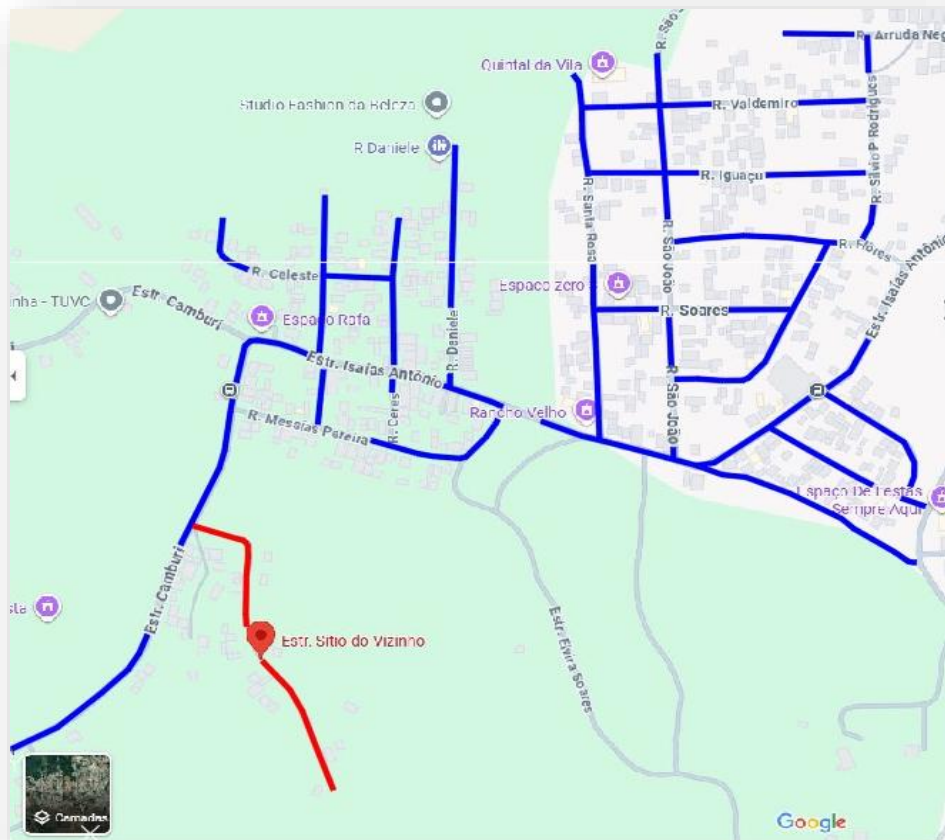 R. São
R. Arruda Neg
Quintal da Vila
Studio Fashion da Beleza
R. Valdemiro
R Daniele
R. Iguaçu
R. Silvio P Rodrigues
R. Santa Rosa
R. São João
R. Flores
Estr. Isaías Antônio
R. Celeste
Espaço zero
inha - TUVC
Estr. Camburi
Espaço Rafa
R. Soares
R. Daniele
Estr. Isaías Antônio
R. Ceres
R. São João
Rancho Velho
R. Messias Pereira
Espaço De Festas
Sempre Aqui
Estr. Camburi
sta
Estr. Sítio do Vizinho
Estr. Elvira Soares
Camadas
Google